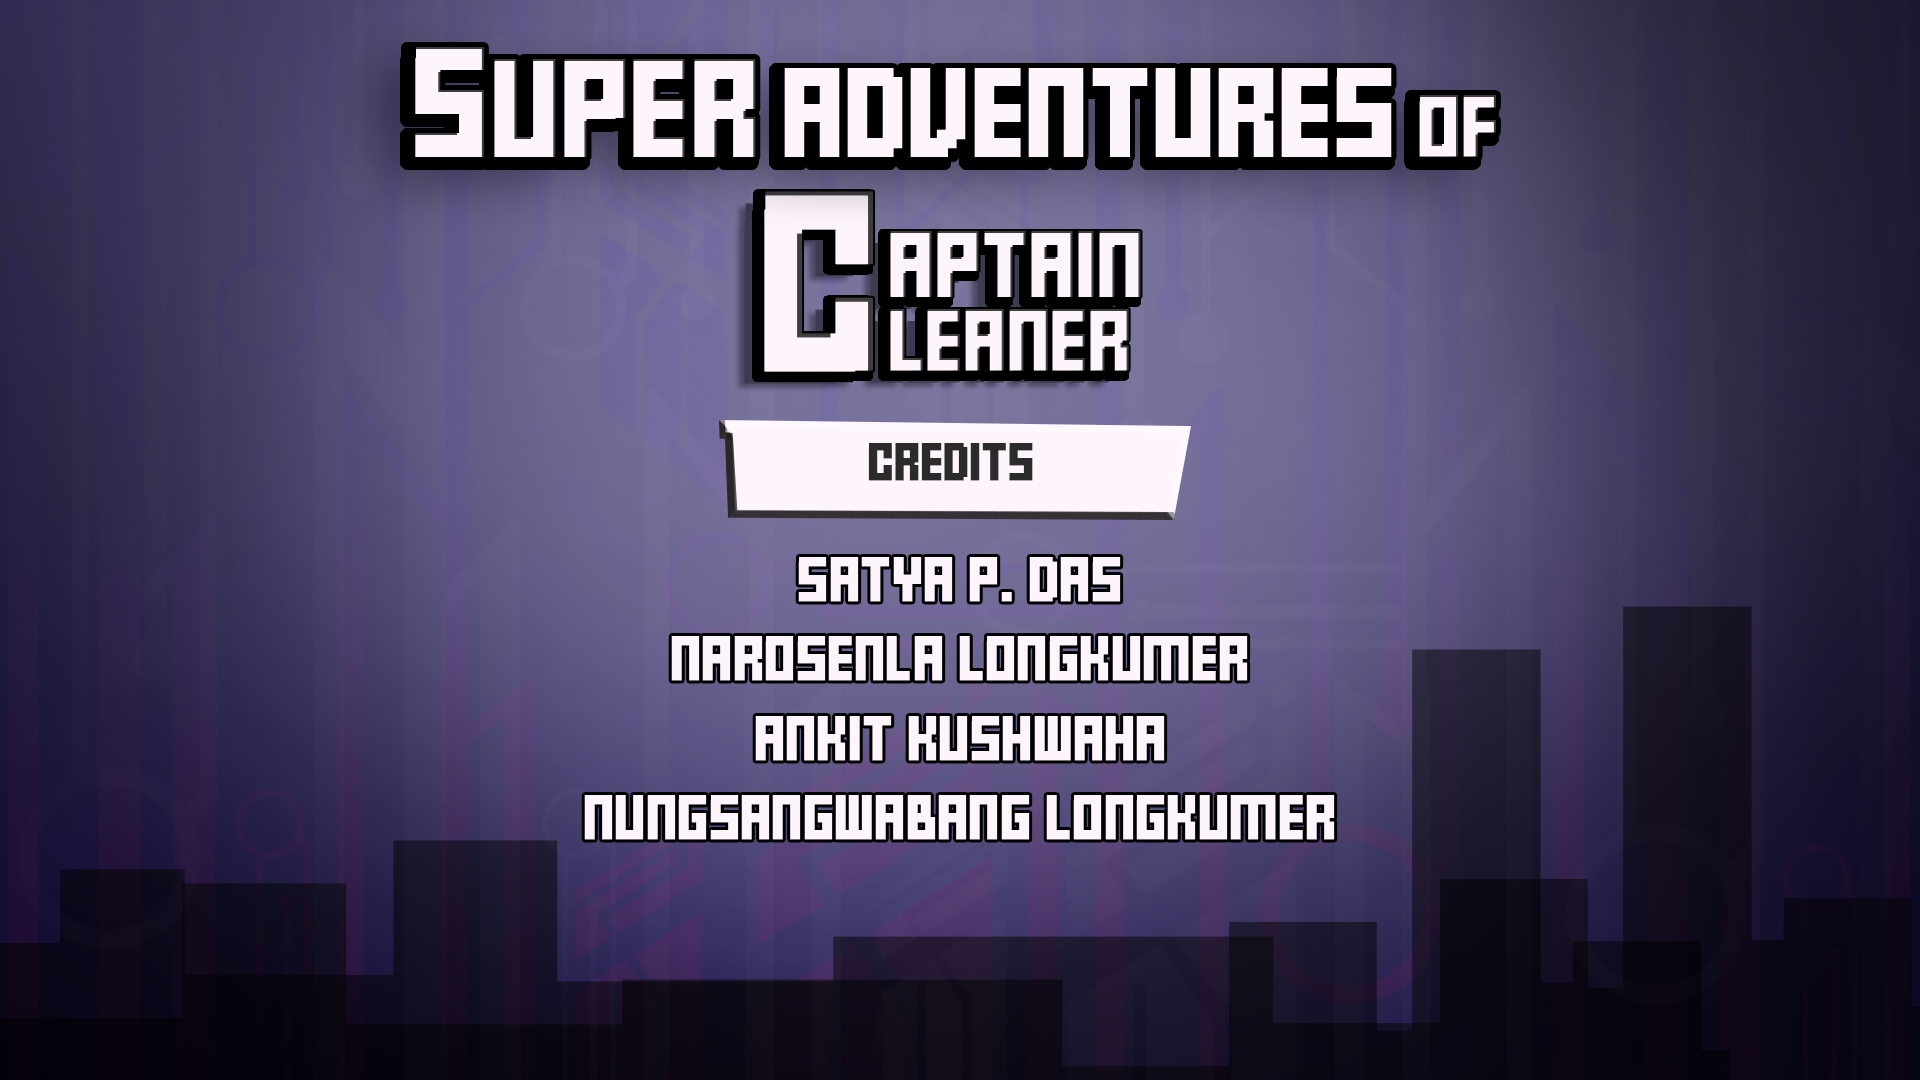 SUPER ADVENTURES OF
CAPTAIN
CLEANER
CREDITS
SATYA P. DAS
NAROSENLA LONGKUMER
ANKIT KUSHWAHA
NUNGSANGWABANG LONGKUMER